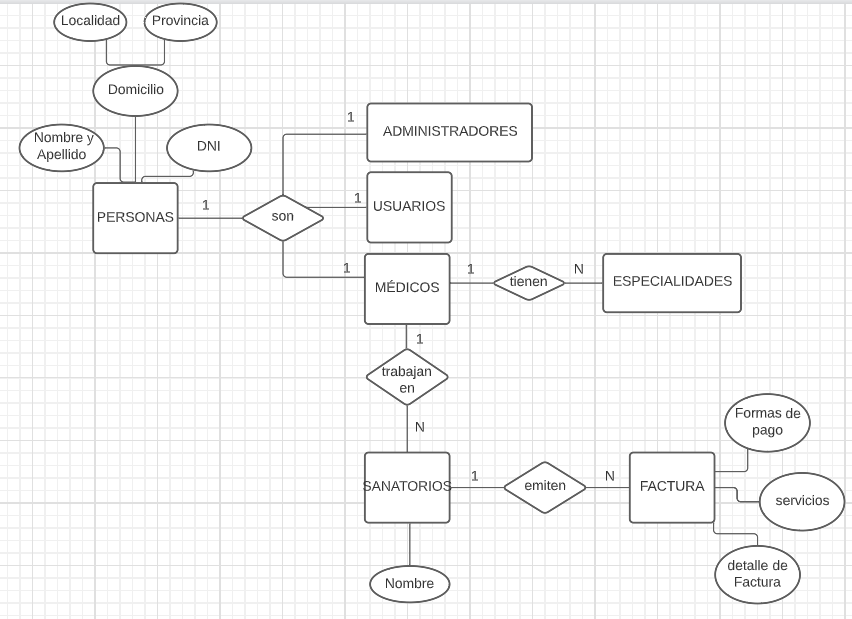 Localidad
Provincia
Domicilio
Nombre y
Apellido
DNI
PERSONAS
1
son
1
ADMINISTRADORES
1
USUARIOS
1
MÉDICOS
1
tienen
N
ESPECIALIDADES
1
trabajan
en
N
SANATORIOS
1
emiten
N
FACTURA
Formas de
pago
servicios
detalle de
Factura
Nombre